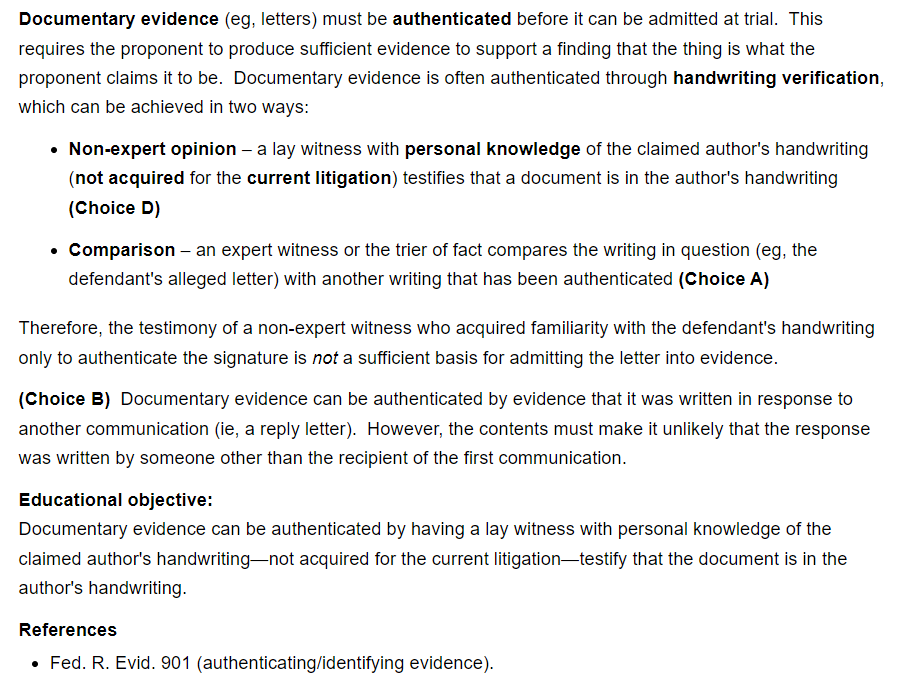 Documentary evidence (eg, letters) must be authenticated before it can be admitted at trial.  This
requires the proponent to produce sufficient evidence to support a finding that the thing is what the
proponent claims it to be.  Documentary evidence is often authenticated through handwriting verification,
which can be achieved in two ways:
• Non-expert opinion – a lay witness with personal knowledge of the claimed author's handwriting
(not acquired for the current litigation) testifies that a document is in the author's handwriting
(Choice D)
• Comparison – an expert witness or the trier of fact compares the writing in question (eg, the
defendant's alleged letter) with another writing that has been authenticated (Choice A)
Therefore, the testimony of a non-expert witness who acquired familiarity with the defendant's handwriting
only to authenticate the signature is not a sufficient basis for admitting the letter into evidence.
(Choice B)  Documentary evidence can be authenticated by evidence that it was written in response to
another communication (ie, a reply letter).  However, the contents must make it unlikely that the response
was written by someone other than the recipient of the first communication.
Educational objective:
Documentary evidence can be authenticated by having a lay witness with personal knowledge of the
claimed author's handwriting—not acquired for the current litigation—testify that the document is in the
author's handwriting.
References
• Fed. R. Evid. 901 (authenticating/identifying evidence).